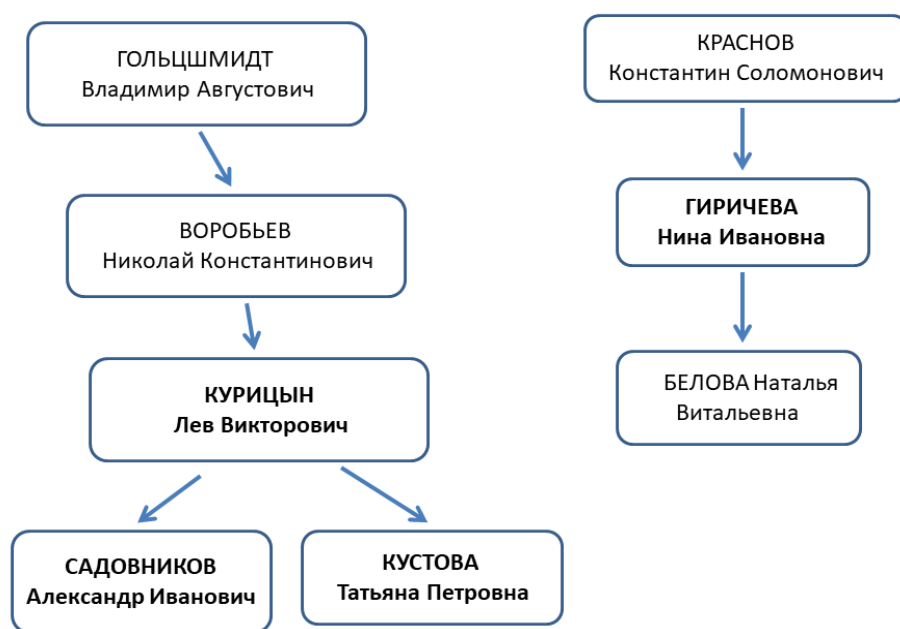 ГОЛЬЦШМИДТ
Владимир Августович
КРАСНОВ
Константин Соломонович
ВОРОБЬЕВ
Николай Константинович
ГИРИЧЕВА
Нина Ивановна
КУРИЦЫН
Лев Викторович
БЕЛОВА Наталья
Витальевна
САДОВНИКОВ
Александр Иванович
КУСТОВА
Татьяна Петровна